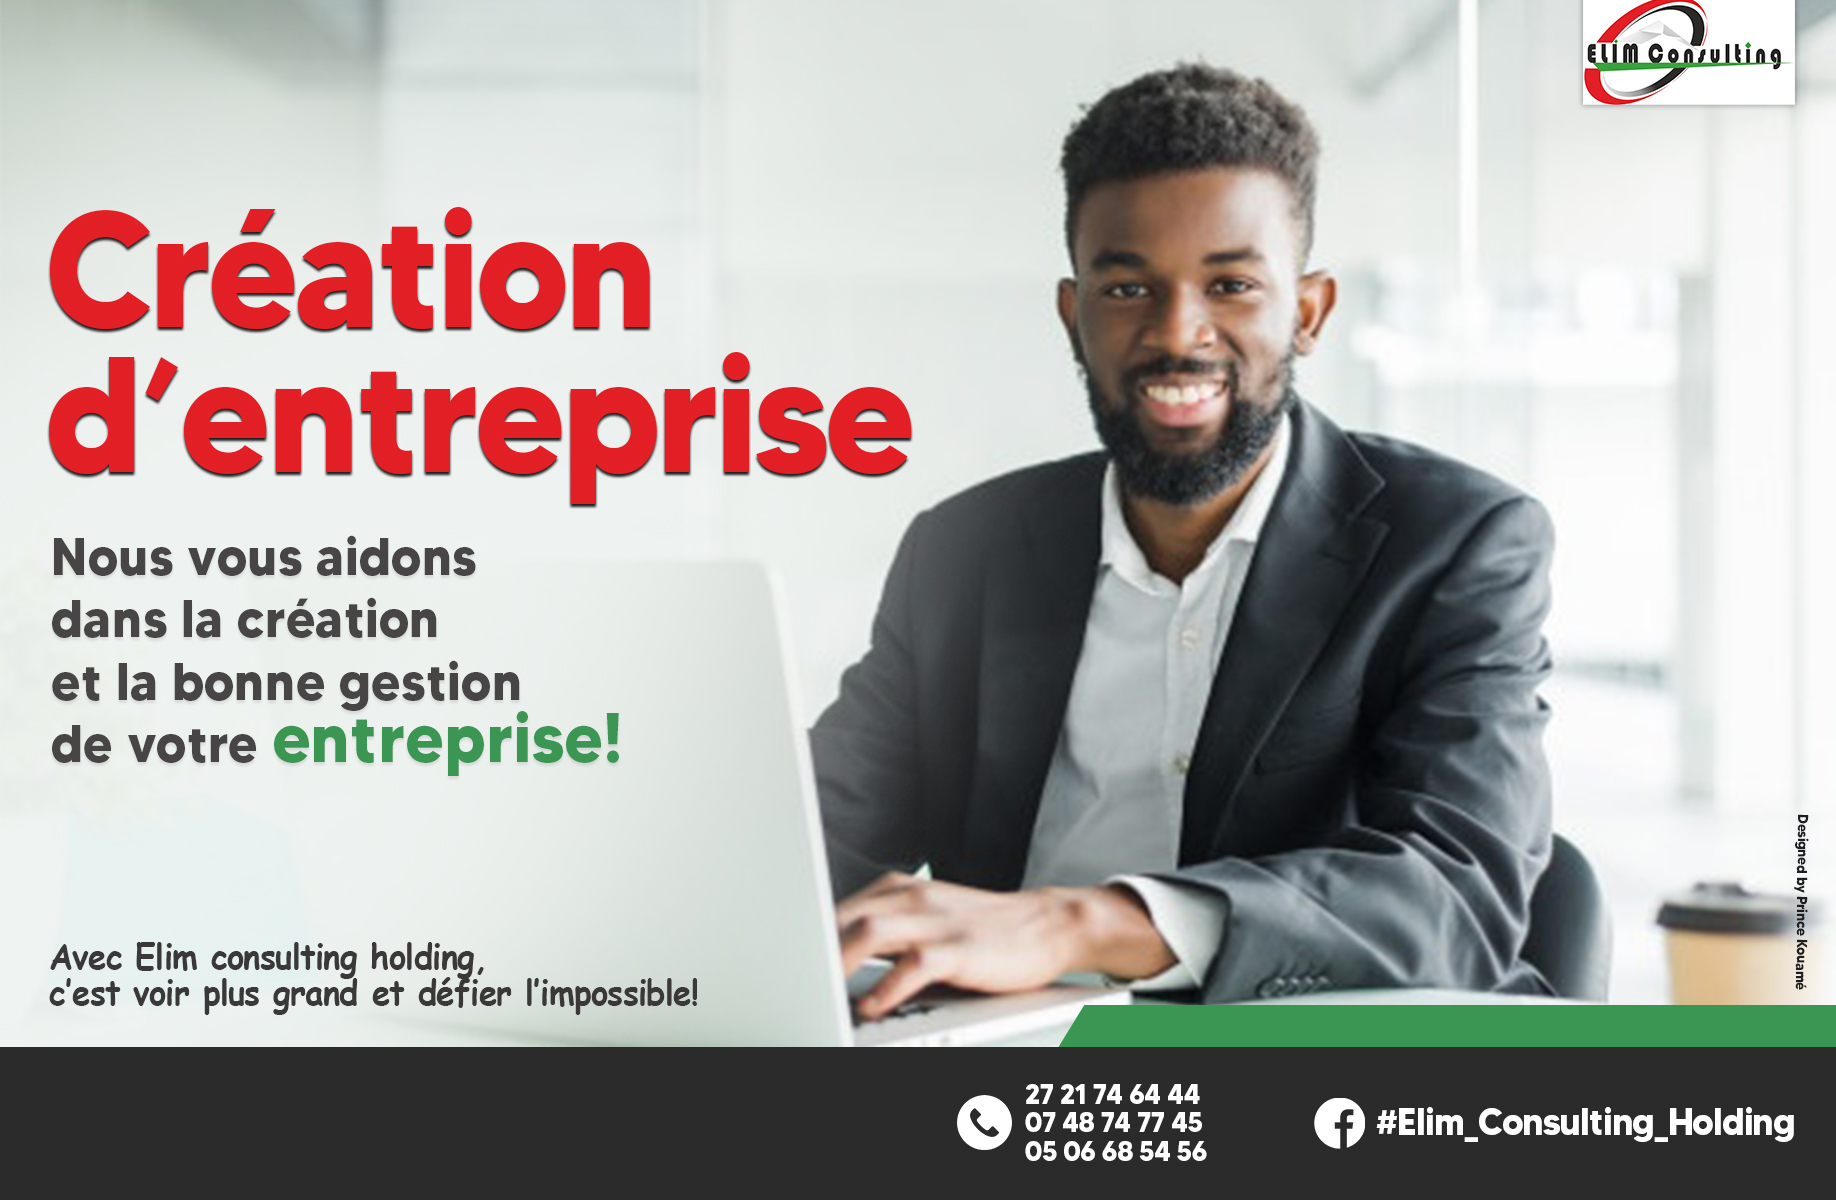 ELIM Consulting
Création
d'entreprise
Nous vous aidons
dans la création
et la bonne gestion
de votre entreprise!
Avec Elim consulting holding,
c'est voir plus grand et défier l'impossible!
Designed by Prince Kouamé
27 21 74 64 44
07 48 74 77 45
05 06 68 54 56
#Elim_Consulting_Holding